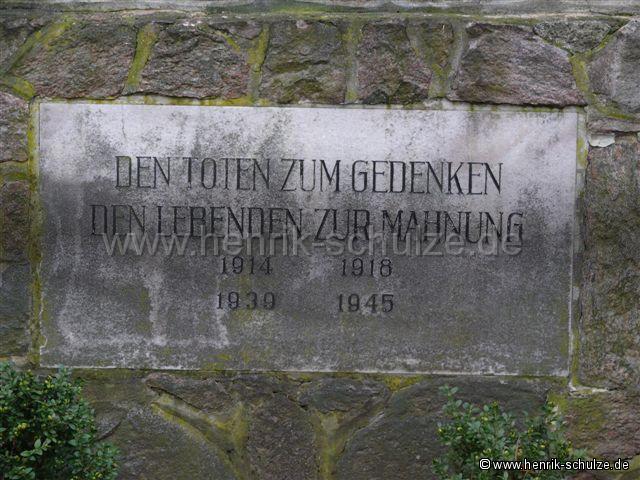 DEN TOTEN ZUM GEDENKEN
DEN LEBENDEN ZUR MAHNUNG
www.henrik-schulze.de
1914 1918
1939 1945
©www.henrik-schulze.de